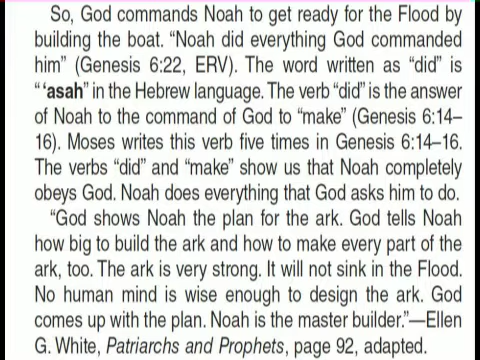 So, God commands Noah to get ready for the Flood by
building the boat. “Noah did everything God commanded
him” (Genesis 6:22, ERV). The word written as “did” is
“ ‘asah” in the Hebrew language. The verb “did” is the answer
of Noah to the command of God to “make” (Genesis 6:14–
16). Moses writes this verb five times in Genesis 6:14–16.
The verbs “did” and “make” show us that Noah completely
obeys God. Noah does everything that God asks him to do.
“God shows Noah the plan for the ark. God tells Noah
how big to build the ark and how to make every part of the
ark, too. The ark is very strong. It will not sink in the Flood.
No human mind is wise enough to design the ark. God
comes up with the plan. Noah is the master builder.”—Ellen
G. White, Patriarchs and Prophets, page 92, adapted.